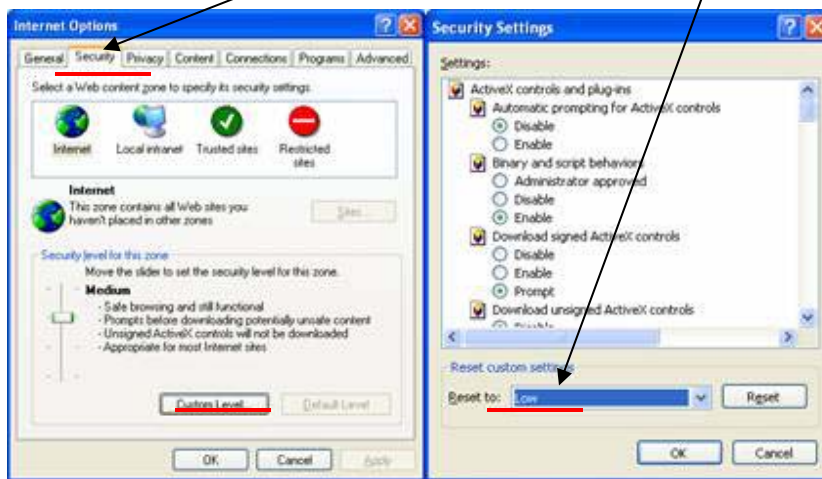 Internet Options
General Security Privacy Content Connections Programs Advanced
Select a Web content zone to specify its security settings
Internet Local intranet Trusted sites Restricted sites
Internet
This zone contains all Web sites you
haven't placed in other zones
Sites...
Security level for this zone
Move the slider to set the security level for this zone.
Medium
- Safe browsing and still functional
- Prompts before downloading potentially unsafe content
- Unsigned ActiveX controls will not be downloaded
- Appropriate for most Internet sites
Custom Level... Default Level
OK Cancel Apply
Security Settings
Settings:
ActiveX controls and plug-ins
Automatic prompting for ActiveX controls
Disable
Enable
Binary and script behaviors
Administrator approved
Disable
Enable
Download signed ActiveX controls
Disable
Enable
Prompt
Download unsigned ActiveX controls
Disable
Reset custom settings
Reset to: Low Reset
OK Cancel